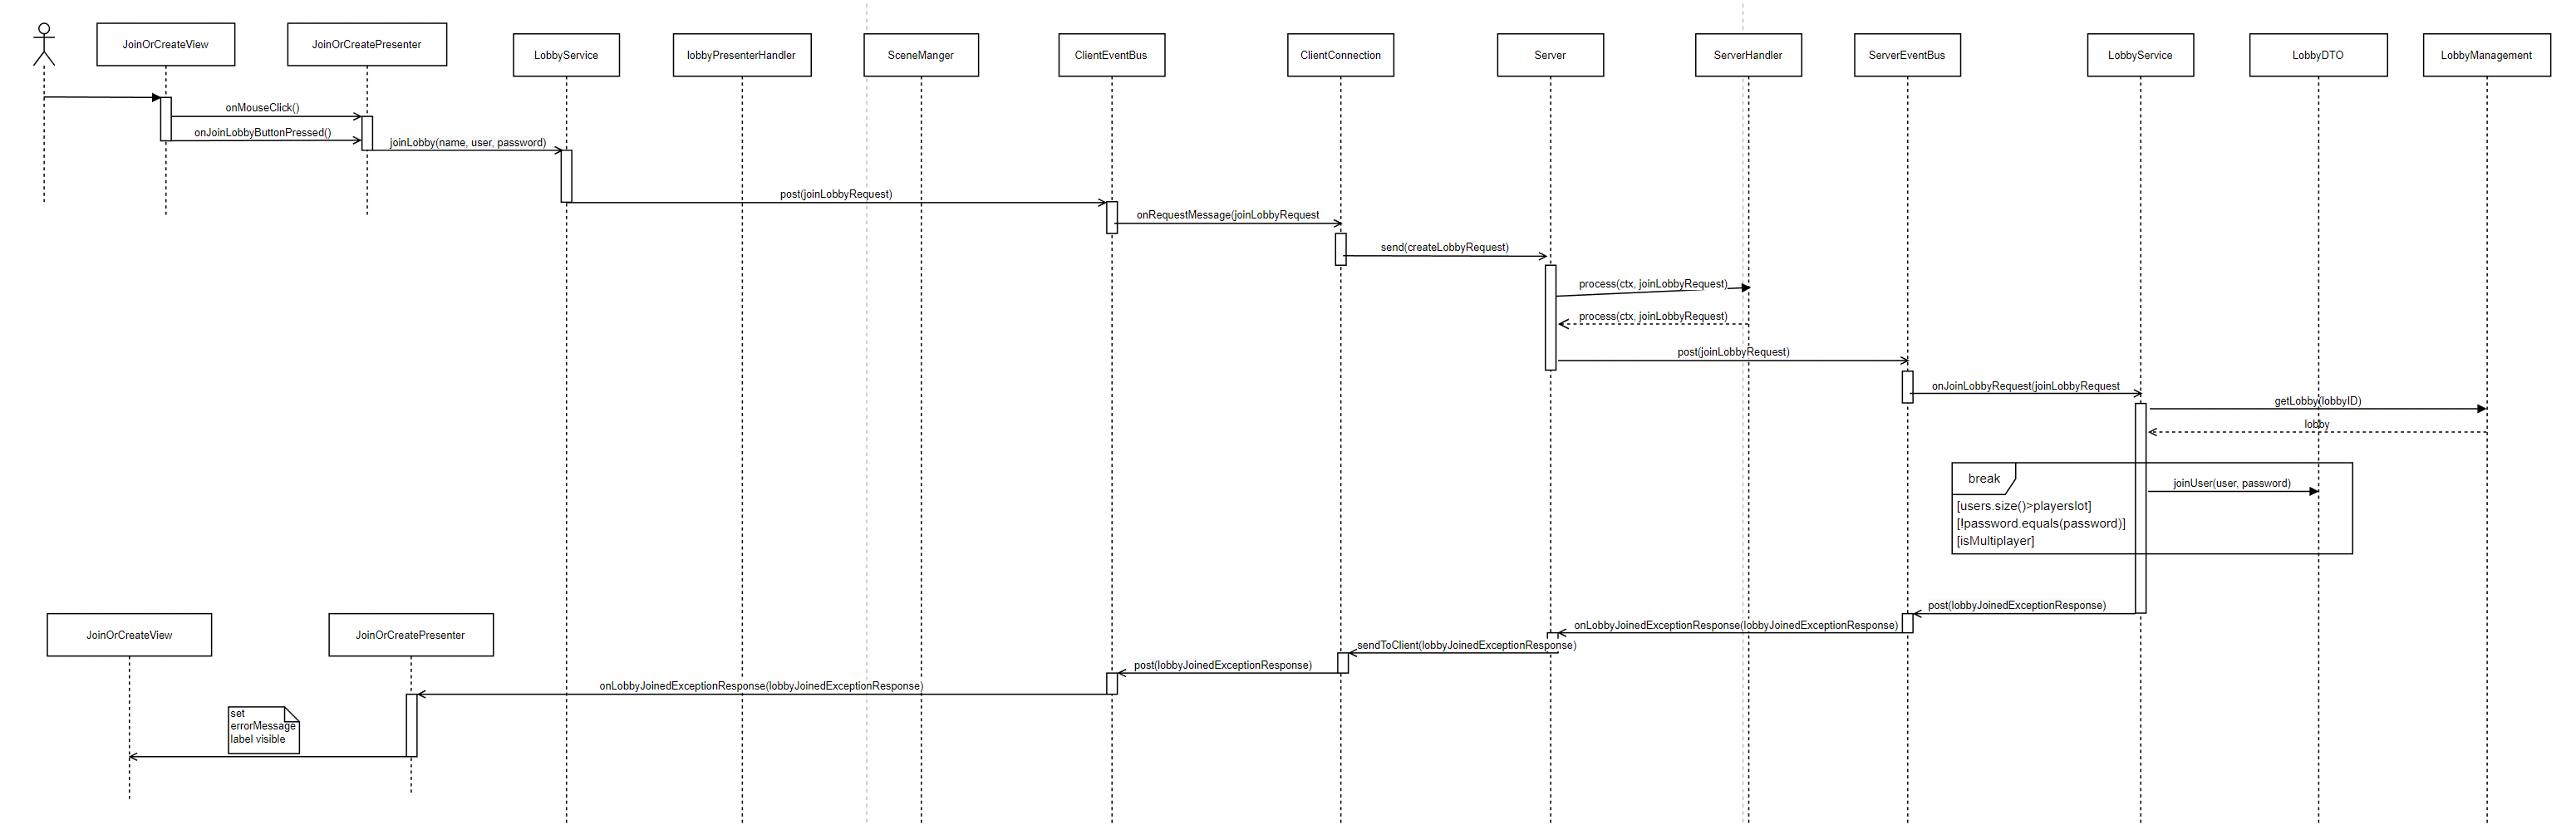 JoinOrCreateView
JoinOrCreatePresenter
LobbyService
lobbyPresenterHandler
SceneManger
ClientEventBus
ClientConnection
Server
ServerHandler
ServerEventBus
LobbyService
LobbyDTO
LobbyManagement
onMouseClick()
onJoinLobbyButtonPressed()
joinLobby(name, user, password)
post(joinLobbyRequest)
onRequestMessage(joinLobbyRequest
send(createLobbyRequest)
process(ctx, joinLobbyRequest)
process(ctx, joinLobbyRequest)
post(joinLobbyRequest)
onJoinLobbyRequest(joinLobbyRequest
getLobby(lobbyID)
lobby
break
joinUser(user, password)
[users.size()>playerslot]
[!password.equals(password)]
[isMultiplayer]
post(lobbyJoinedExceptionResponse)
onLobbyJoinedExceptionResponse(lobbyJoinedExceptionResponse)
sendToClient(lobbyJoinedExceptionResponse)
post(lobbyJoinedExceptionResponse)
onLobbyJoinedExceptionResponse(lobbyJoinedExceptionResponse)
JoinOrCreateView
JoinOrCreatePresenter
set
errorMessage
label visible